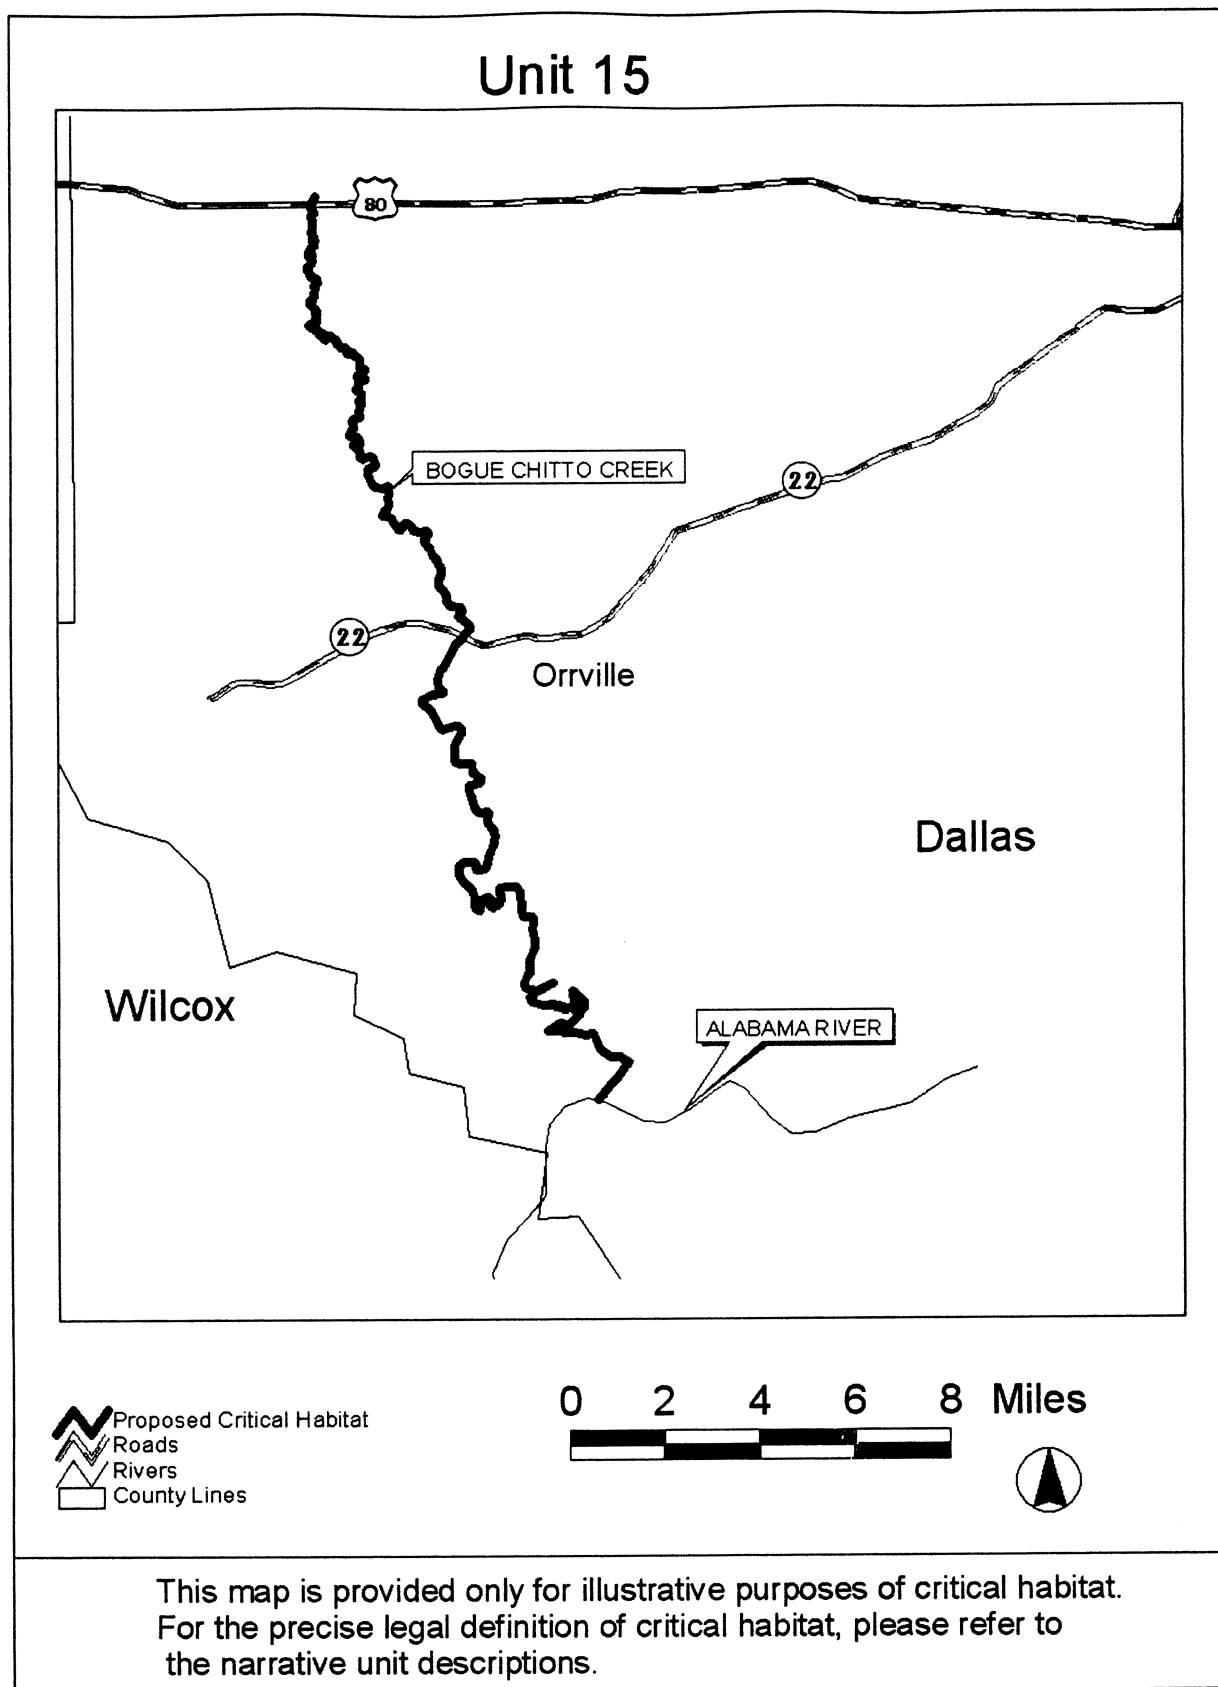 Unit 15
80
BOGUE CHITTO CREEK
22
22
Orrville
Dallas
Wilcox
ALABAMA RIVER
0 2 4 6 8 Miles
Proposed Critical Habitat
Roads
Rivers
County Lines
This map is provided only for illustrative purposes of critical habitat.
For the precise legal definition of critical habitat, please refer to
the narrative unit descriptions.